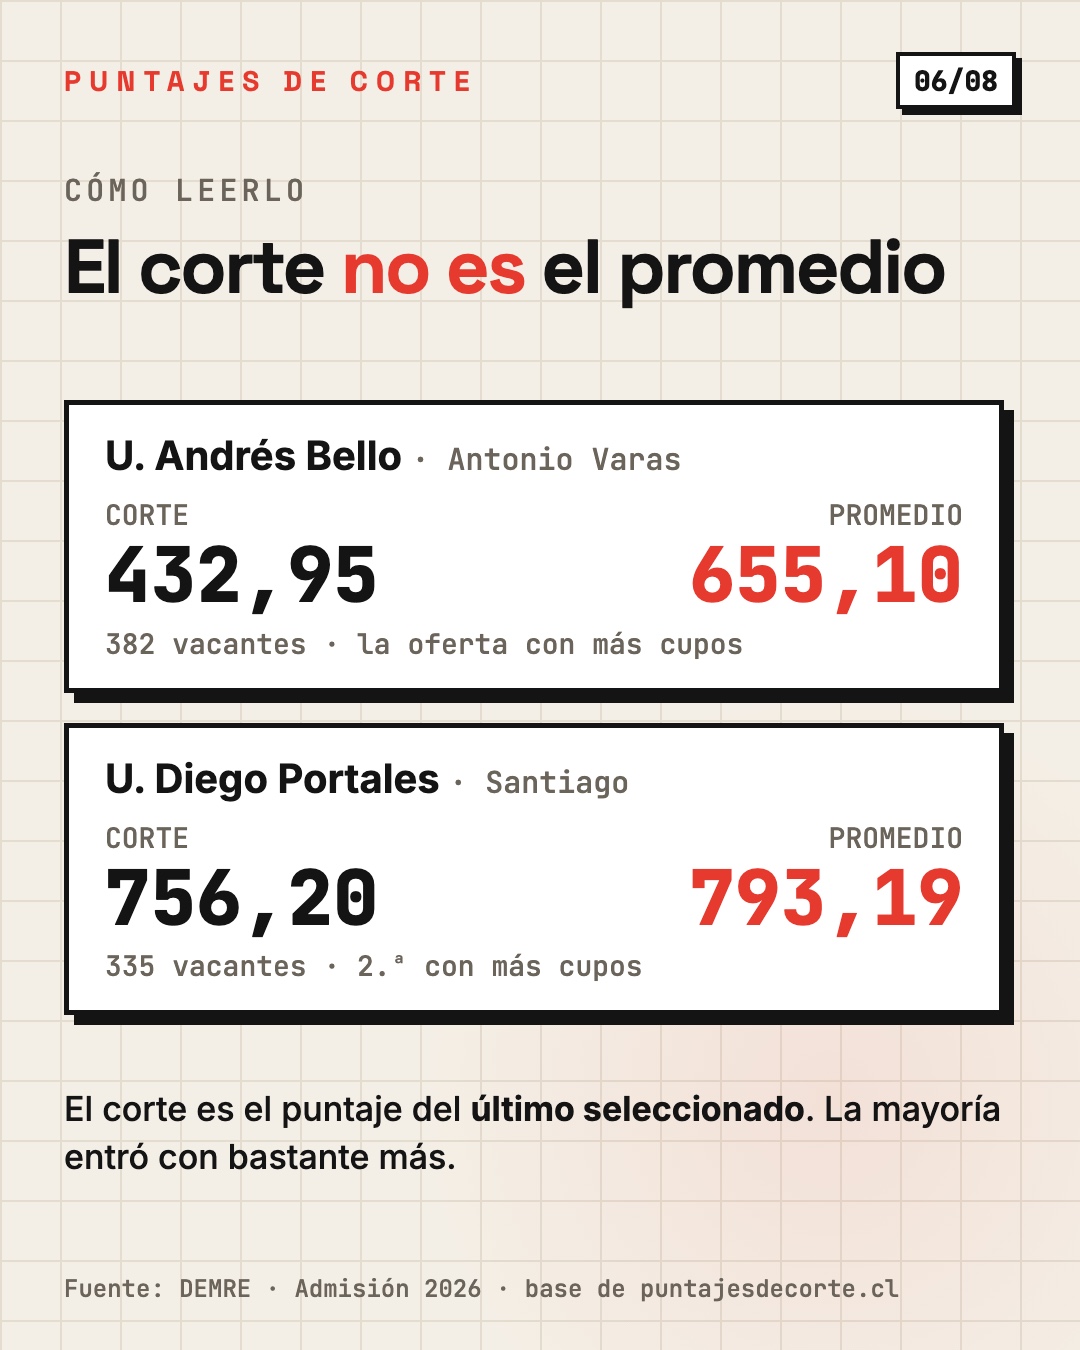 PUNTAJES DE CORTE
06/08
CÓMO LEERLO
El corte no es el promedio
U. Andrés Bello · Antonio Varas
CORTE PROMEDIO
432,95 655,10
382 vacantes · la oferta con más cupos
U. Diego Portales · Santiago
CORTE PROMEDIO
756,20 793,19
335 vacantes · 2.ª con más cupos
El corte es el puntaje del último seleccionado. La mayoría
entró con bastante más.
Fuente: DEMRE · Admisión 2026 · base de puntajesdecorte.cl